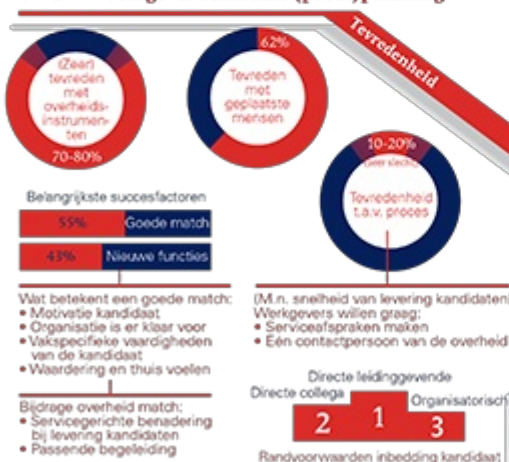 Tevredenheid
(Zeer)
tevreden
met
overheids-
instrumen-
ten
70-80%
62%
Tevreden
met
geplaatste
mensen
10-20%
Tevredenheid
t.a.v. proces
Belangrijkste succesfactoren
55% Goede match
43% Nieuwe functies
Wat betekent een goede match:
• Motivatie kandidaat
• Organisatie is er klaar voor
• Vakspecifieke vaardigheden
van de kandidaat
• Waardering en thuis voelen
Bijdrage overheid match:
• Servicegerichte benadering
bij levering kandidaten
• Passende begeleiding
(M.n. snelheid van levering kandidaten)
Werkgevers willen graag:
• Serviceafspraken maken
• Eén contactpersoon van de overheid
Directe leidinggevende
Directe collega
Organisatorisch
2 1 3
Randvoorwaarden inbedding kandidaat